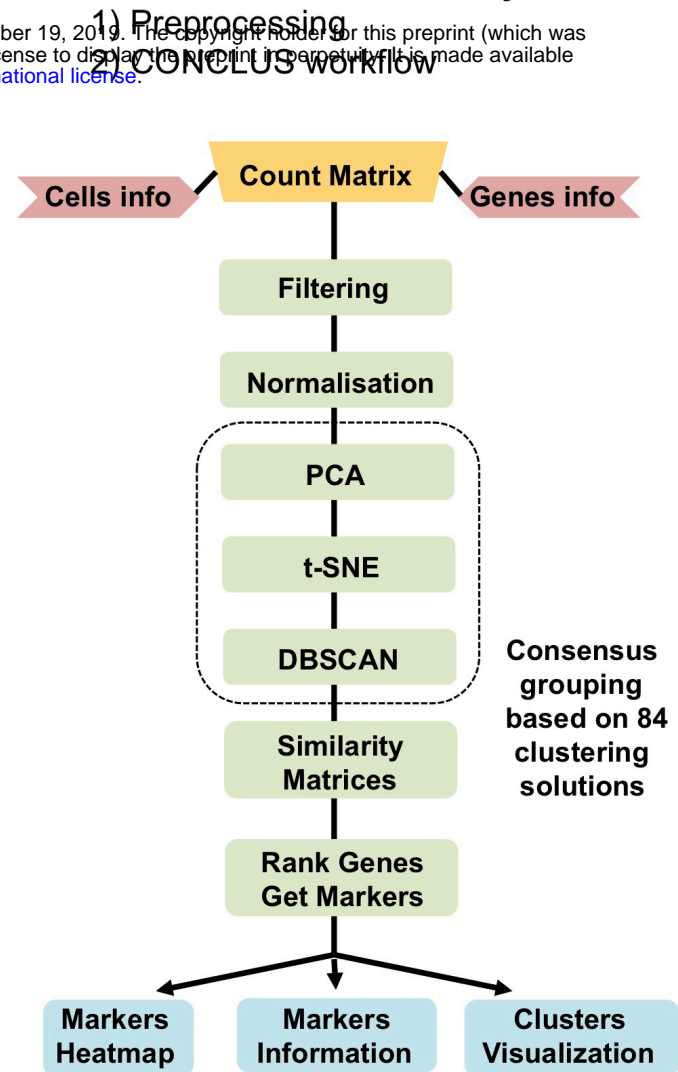 1) Preprocessing
ber 19, 2019. The copyright holder for this preprint (which was
cense to display the preprint in perpetuity. It is made available
2) CONCLUS workflow
national license.
Count Matrix
Cells info
Genes info
Filtering
Normalisation
PCA
t-SNE
DBSCAN
Consensus
grouping
based on 84
clustering
solutions
Similarity
Matrices
Rank Genes
Get Markers
Markers
Heatmap
Markers
Information
Clusters
Visualization